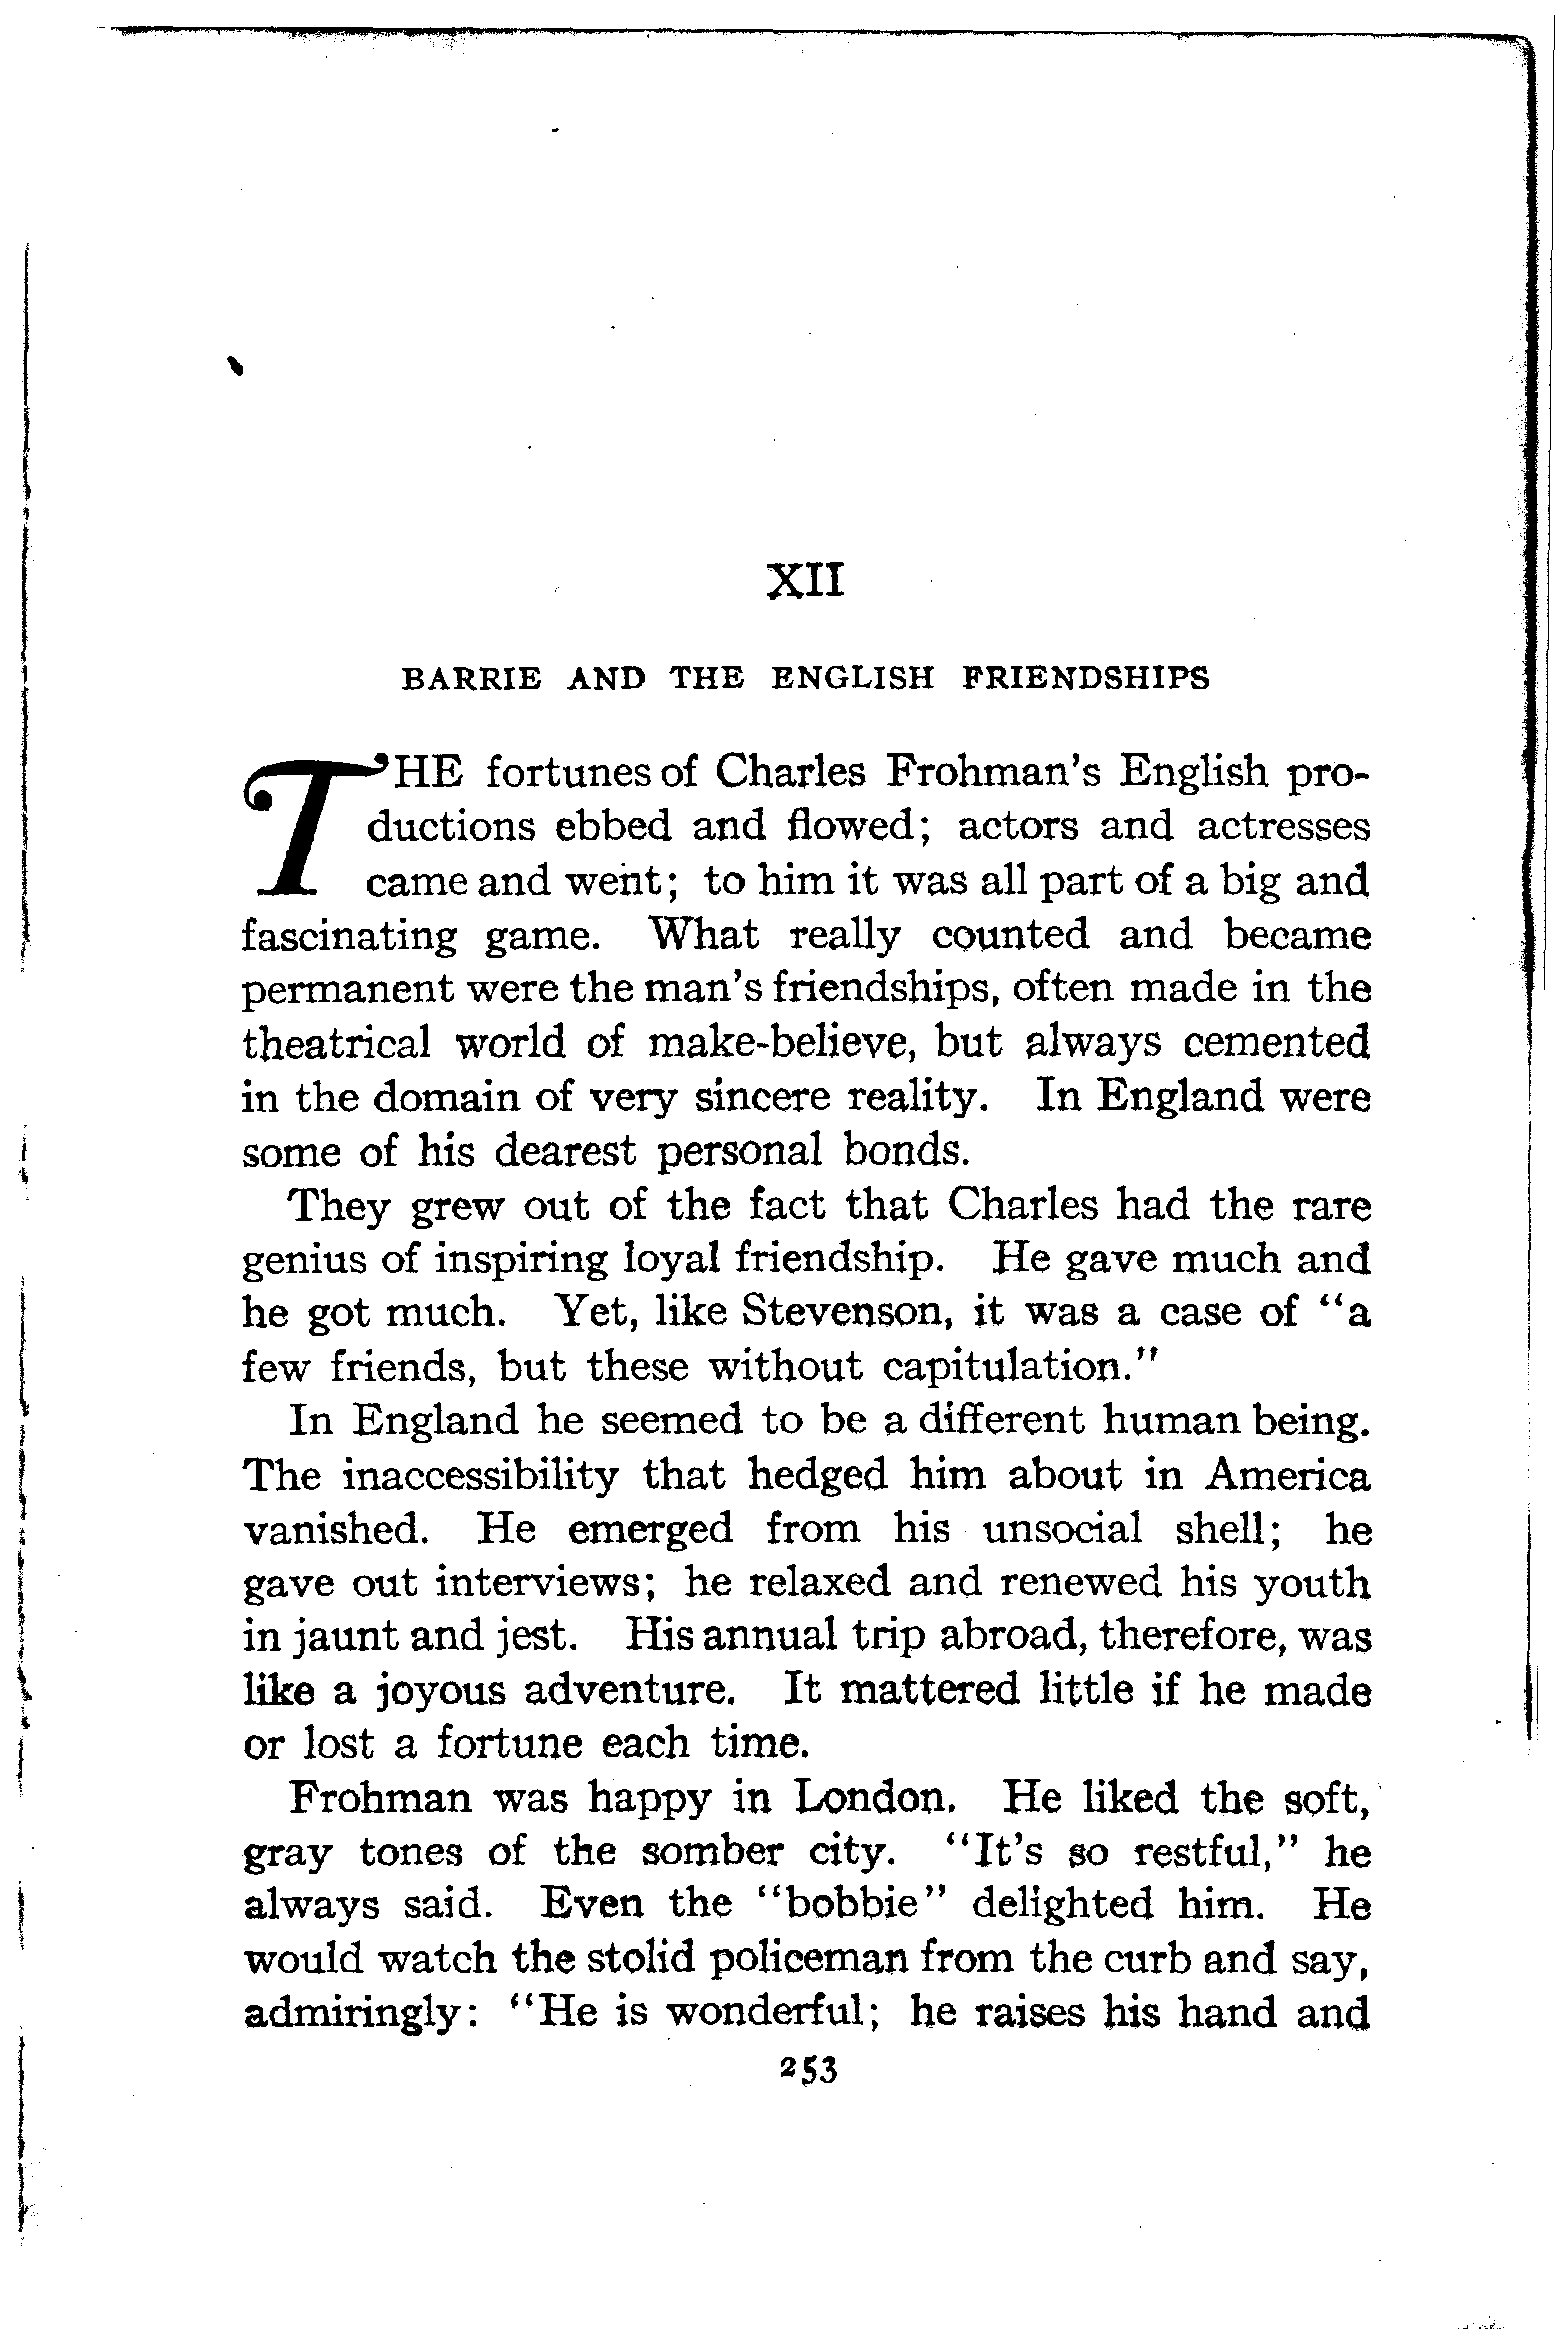 XII
BARRIE AND THE ENGLISH FRIENDSHIPS
THE fortunes of Charles Frohman's English pro-
ductions ebbed and flowed; actors and actresses
came and went; to him it was all part of a big and
fascinating game. What really counted and became
permanent were the man's friendships, often made in the
theatrical world of make-believe, but always cemented
in the domain of very sincere reality. In England were
some of his dearest personal bonds.
They grew out of the fact that Charles had the rare
genius of inspiring loyal friendship. He gave much and
he got much. Yet, like Stevenson, it was a case of "a
few friends, but these without capitulation."
In England he seemed to be a different human being.
The inaccessibility that hedged him about in America
vanished. He emerged from his unsocial shell; he
gave out interviews; he relaxed and renewed his youth
in jaunt and jest. His annual trip abroad, therefore, was
like a joyous adventure. It mattered little if he made
or lost a fortune each time.
Frohman was happy in London. He liked the soft,
gray tones of the somber city. "It's so restful," he
always said. Even the "bobbie" delighted him. He
would watch the stolid policeman from the curb and say,
admiringly: "He is wonderful; he raises his hand and
253